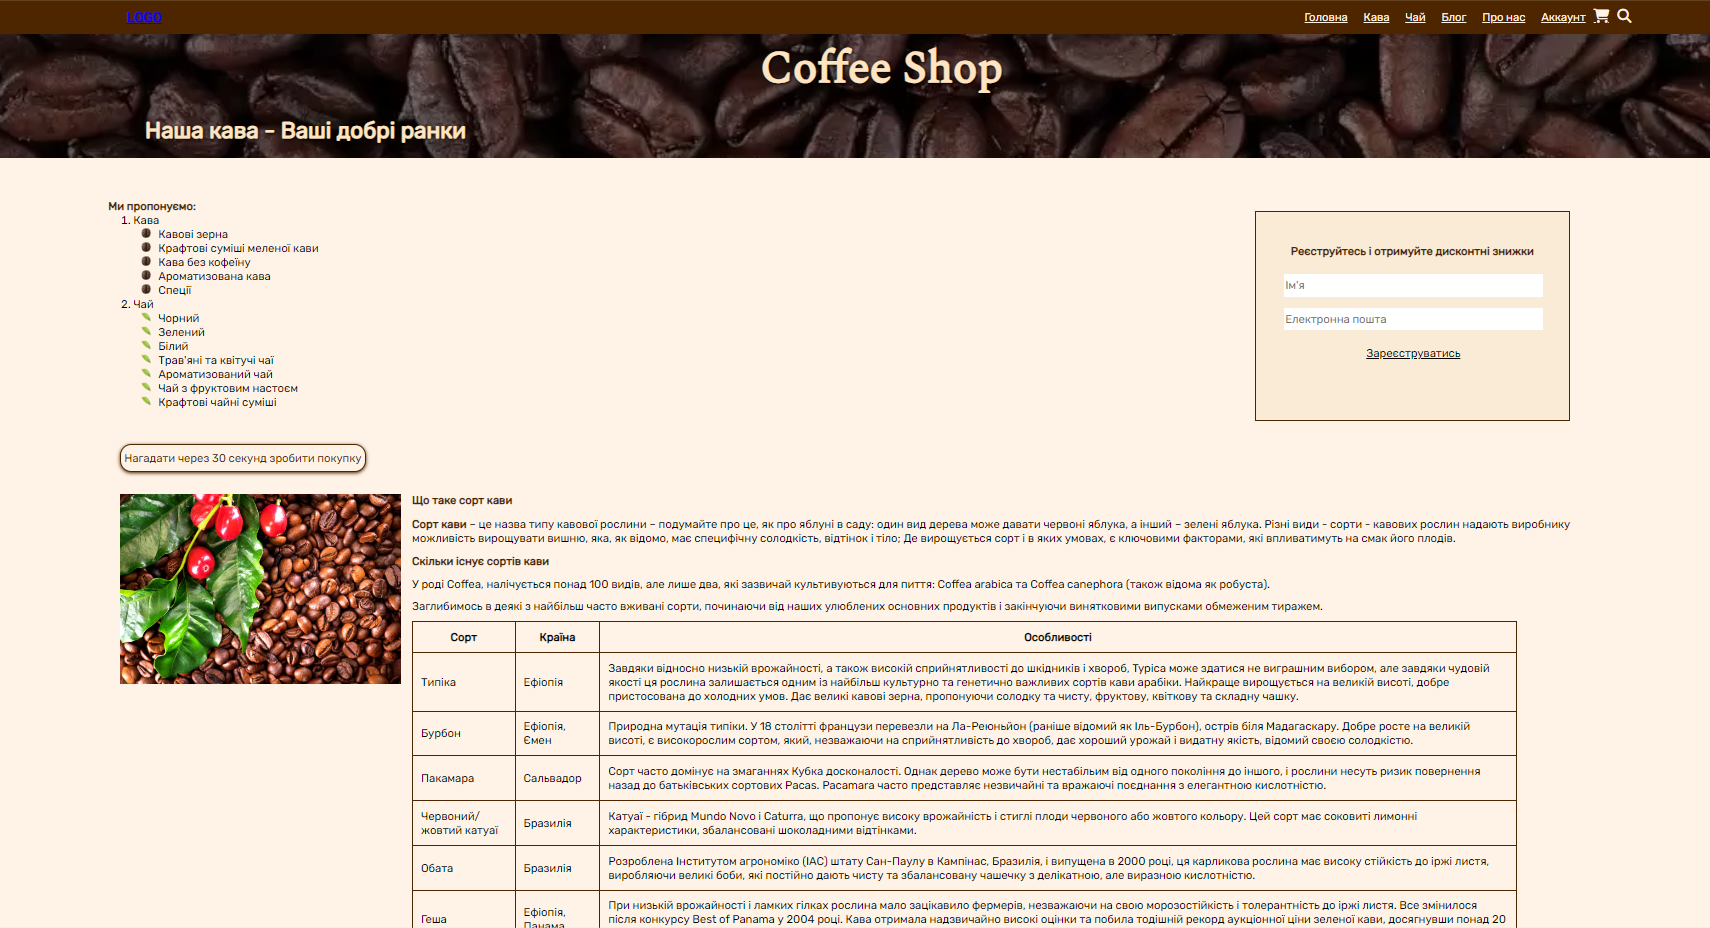 LOGO
Головна Кава Чай Блог Про нас Аккаунт
Coffee Shop
Наша кава - Ваші добрі ранки
Ми пропонуємо:
1. Кава
Кавові зерна
Крафтові суміші меленої кави
Кава без кофеїну
Ароматизована кава
Спеції
2. Чай
Чорний
Зелений
Білий
Трав'яні та квітучі чаї
Ароматизований чай
Чай з фруктовим настоєм
Крафтові чайні суміші
Реєструйтесь і отримуйте дисконтні знижки
Ім'я
Електронна пошта
Зареєструватись
Нагадати через 30 секунд зробити покупку
Що таке сорт кави
Сорт кави – це назва типу кавової рослини – подумайте про це, як про яблуні в саду: один вид дерева може давати червоні яблука, а інший – зелені яблука. Різні види - сорти - кавових рослин надають виробнику
можливість вирощувати вишню, яка, як відомо, має специфічну солодкість, відтінок і тіло; Де вирощується сорт і в яких умовах, є ключовими факторами, які впливатимуть на смак його плодів.
Скільки існує сортів кави
У роді Coffea, налічується понад 100 видів, але лише два, які зазвичай культивуються для пиття: Coffea arabica та Coffea canephora (також відома як робуста).
Заглибимось в деякі з найбільш часто вживані сорти, починаючи від наших улюблених основних продуктів і закінчуючи винятковими випусками обмеженим тиражем.
Сорт Країна Особливості
Типіка
Ефіопія
Завдяки відносно низькій врожайності, а також високій сприйнятливості до шкідників і хвороб, Typica може здатися не виграшним вибором, але завдяки чудовій
якості ця рослина залишається одним із найбільш культурно та генетично важливих сортів кави арабіки. Найкраще вирощується на великій висоті, добре
пристосована до холодних умов. Дає великі кавові зерна, пропонуючи солодку та чисту, фруктову, квіткову та складну чашку.
Бурбон
Ефіопія,
Ємен
Природна мутація типіки. У 18 столітті французи перевезли на Ла-Реюньйон (раніше відомий як Іль-Бурбон), острів біля Мадагаскару. Добре росте на великій
висоті, є високорослим сортом, який, незважаючи на сприйнятливість до хвороб, дає хороший урожай і видатну якість, відомий своєю солодкістю.
Пакамара
Сальвадор
Сорт часто домінує на змаганнях Кубка досконалості. Однак дерево може бути нестабільим від одного покоління до іншого, і рослини несуть ризик повернення
назад до батьківських сортових Pacas. Pacamara часто представляє незвичайні та вражаючі поєднання з елегантною кислотністю.
Червоний/
жовтий катуаї
Бразилія
Катуаї - гібрид Mundo Novo і Caturra, що пропонує високу врожайність і стиглі плоди червоного або жовтого кольору. Цей сорт має соковиті лимонні
характеристики, збалансовані шоколадними відтінками.
Обата
Бразилія
Розроблена Інститутом агрономіко (IAC) штату Сан-Паулу в Кампінас, Бразилія, і випущена в 2000 році, ця карликова рослина має високу стійкість до іржі листя,
виробляючи великі боби, які постійно дають чисту та збалансовану чашечку з делікатною, але виразною кислотністю.
Геша
Ефіопія,
Панама
При низькій врожайності і ламких гілках рослина мало зацікавило фермерів, незважаючи на свою морозостійкість і толерантність до іржі листя. Все змінилося
після конкурсу Best of Panama у 2004 році. Кава отримала надзвичайно високі оцінки та побила тодішній рекорд аукціонної ціни зеленої кави, досягнувши понад 20